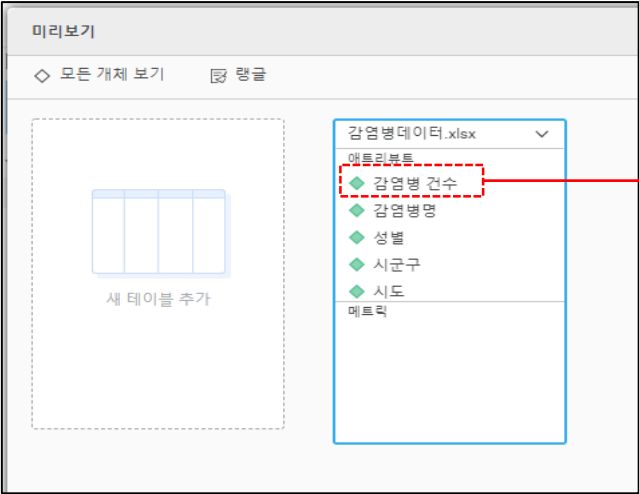 미리보기
모든 개체 보기 랭글
새 테이블 추가
감염병데이터.xlsx
애트리뷰트
감염병 건수
감염병명
성별
시군구
시도
메트릭